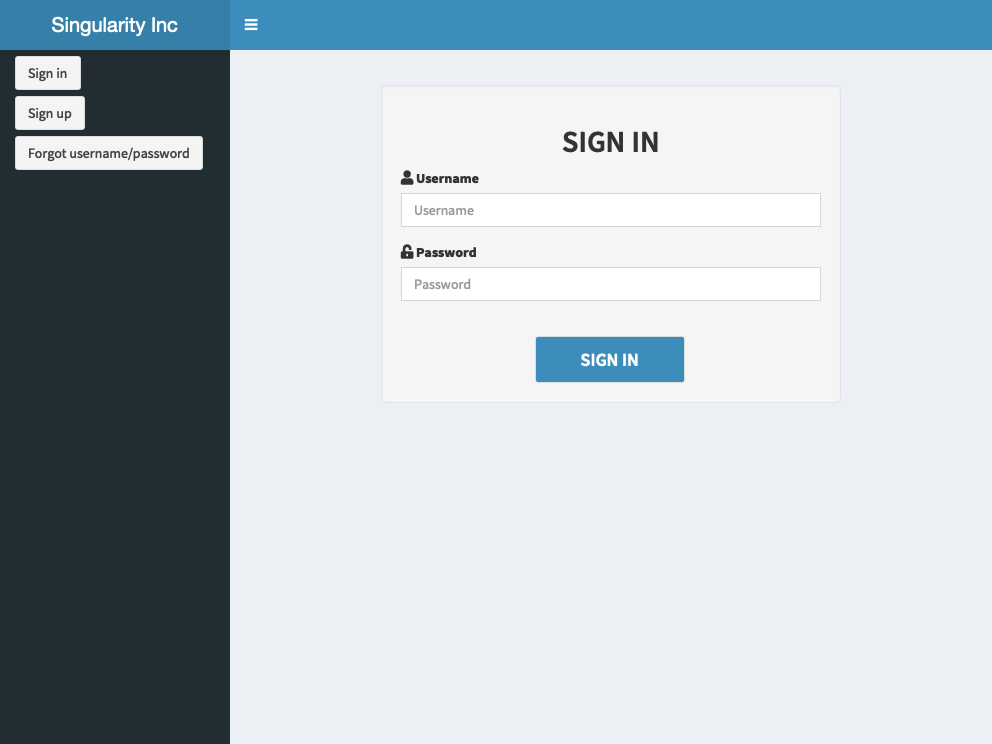 Singularity Inc
Sign in
Sign up
Forgot username/password
SIGN IN
Username
Username
Password
Password
SIGN IN